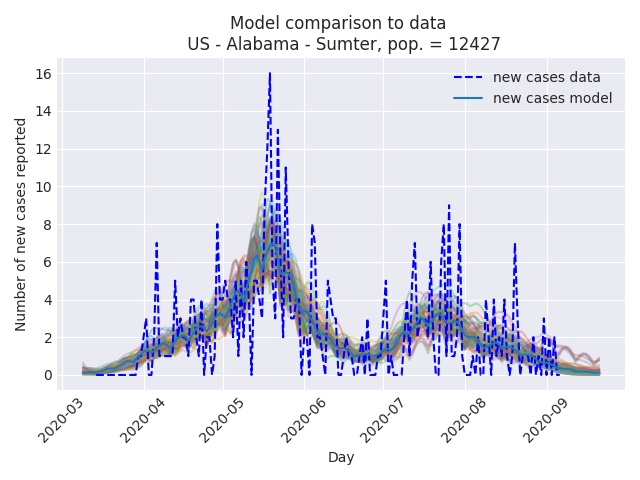 Model comparison to data
US - Alabama - Sumter, pop. = 12427
new cases data
new cases model
Number of new cases reported
16
14
12
10
8
6
4
2
0
2020-03
2020-04
2020-05
2020-06
2020-07
2020-08
2020-09
Day